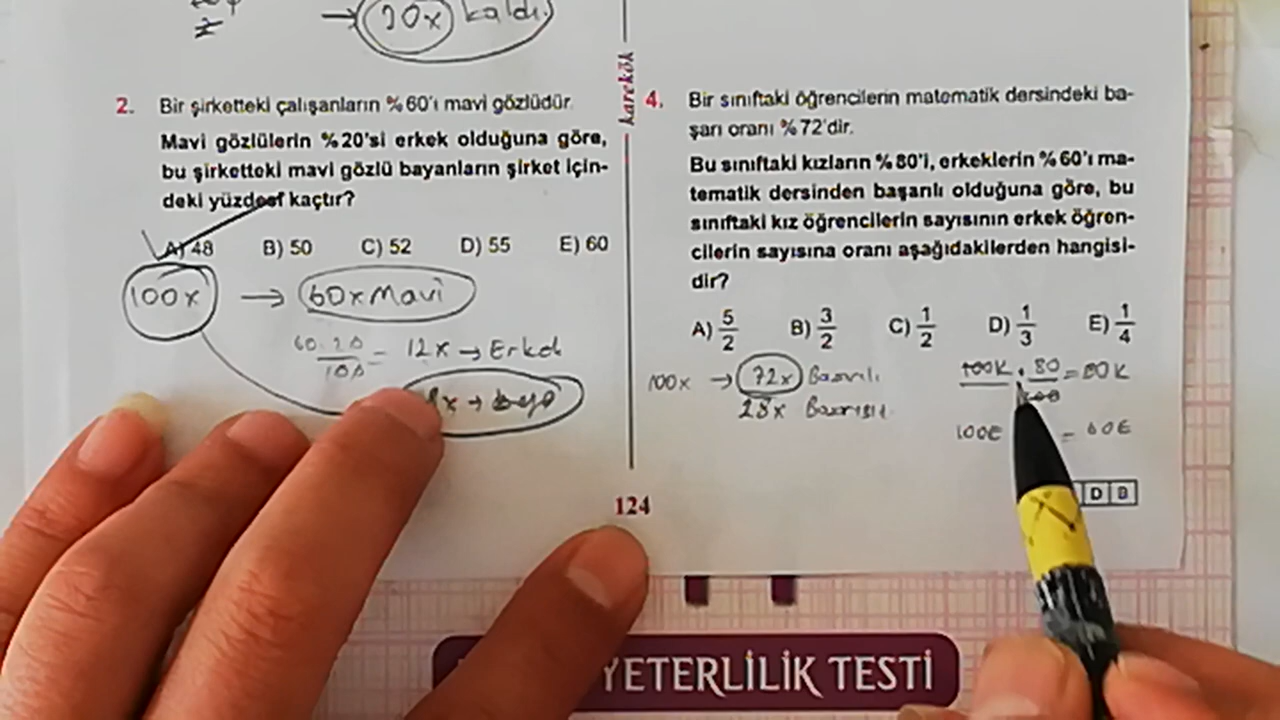 20x kaldı.
2. Bir şirketteki çalışanların %60'ı mavi gözlüdür.
Mavi gözlülerin %20'si erkek olduğuna göre,
bu şirketteki mavi gözlü bayanların şirket için-
deki yüzdesi kaçtır?
A) 48 B) 50 C) 52 D) 55 E) 60
100x → 60x Mavi
60.20
100
= 12x → Erkek
karekök
4. Bir sınıftaki öğrencilerin matematik dersindeki ba-
şarı oranı %72'dir.
Bu sınıftaki kızların %80'i, erkeklerin %60'ı ma-
tematik dersinden başarılı olduğuna göre, bu
sınıftaki kız öğrencilerin sayısının erkek öğren-
cilerin sayısına oranı aşağıdakilerden hangisi-
dir?
A) 5/2 B) 3/2 C) 1/2 D) 1/3 E) 1/4
100x → 72x Başarılı
28x Başarısız
100K . 80/100 = 80K
100E = 60E
D B
124
YETERLİLİK TESTİ